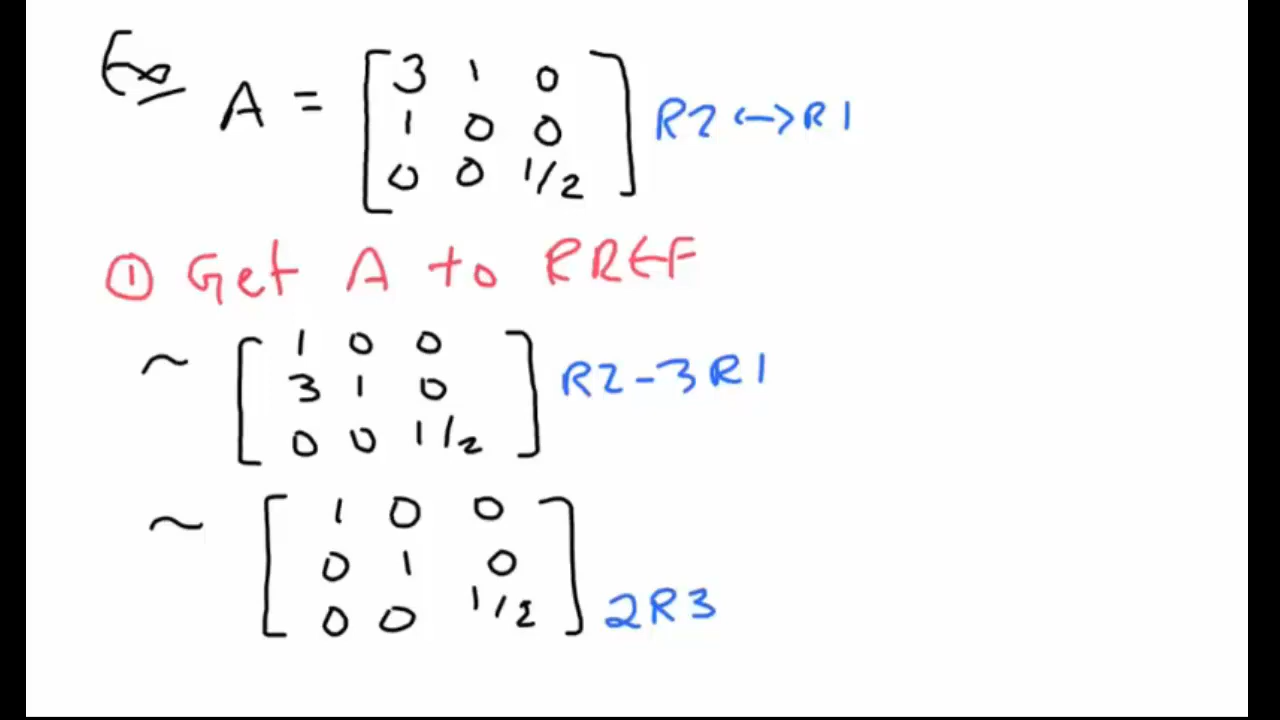 Ex A = [ 3 1 0
1 0 0
0 0 1/2 ] R2 <-> R1
① Get A to RREF
~ [ 1 0 0
3 1 0
0 0 1/2 ] R2 - 3R1
~ [ 1 0 0
0 1 0
0 0 1/2 ] 2R3